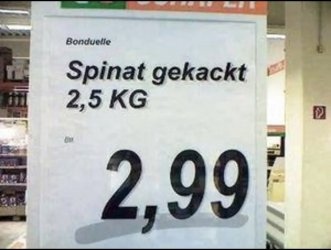 Bonduelle
Spinat gekackt
2,5 KG
2,99